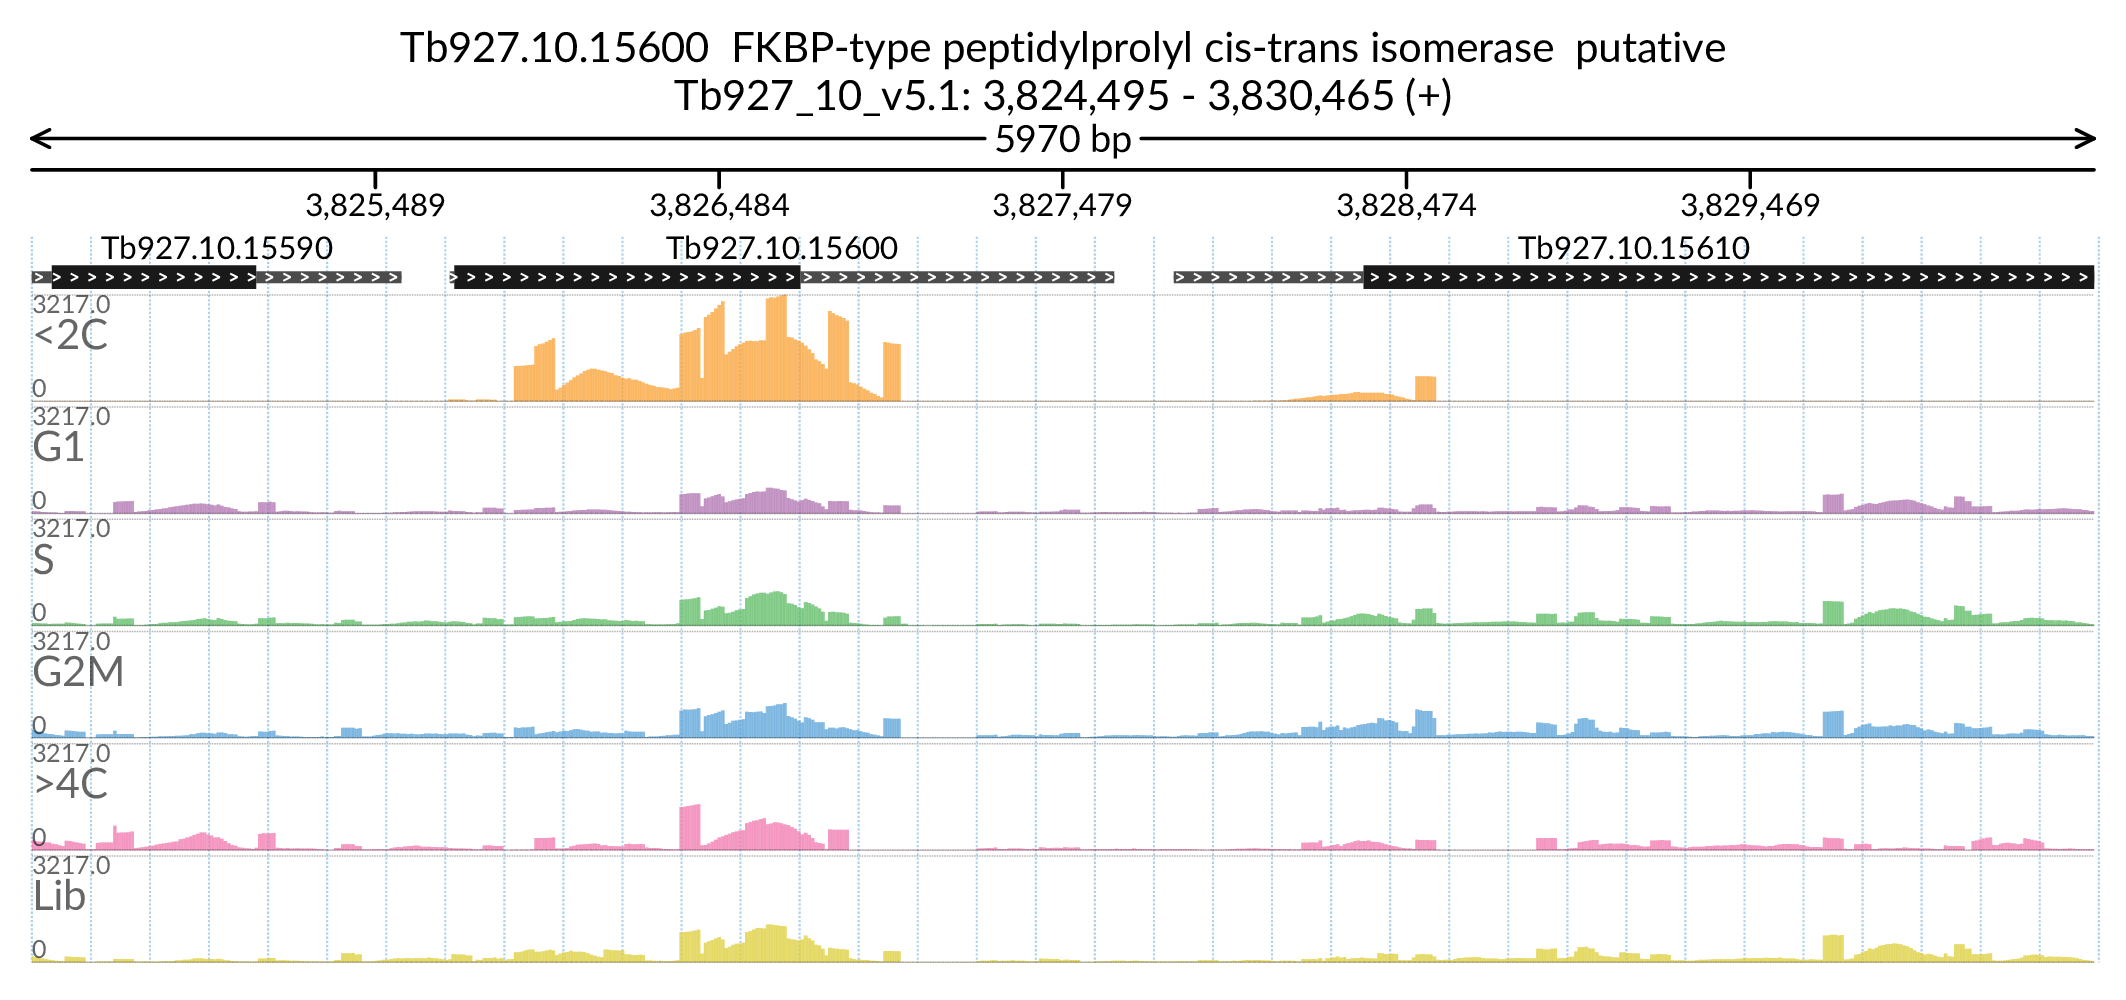 Tb927.10.15600  FKBP-type peptidylprolyl cis-trans isomerase  putative
Tb927_10_v5.1: 3,824,495 - 3,830,465 (+)
5970 bp
3,825,489 3,826,484 3,827,479 3,828,474 3,829,469
Tb927.10.15590 Tb927.10.15600 Tb927.10.15610
3217.0
<2C
0
3217.0
G1
0
3217.0
S
0
3217.0
G2M
0
3217.0
>4C
0
3217.0
Lib
0